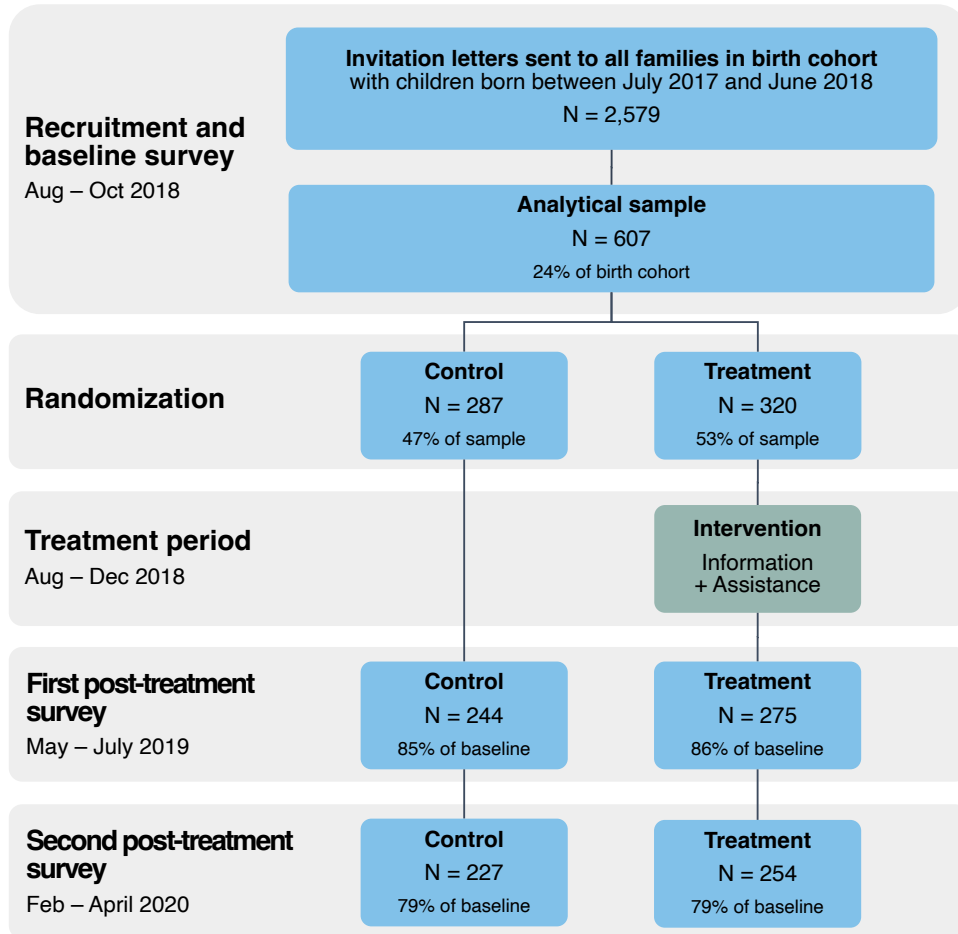 Recruitment and
baseline survey
Aug – Oct 2018
Invitation letters sent to all families in birth cohort
with children born between July 2017 and June 2018
N = 2,579
Analytical sample
N = 607
24% of birth cohort
Randomization
Control
N = 287
47% of sample
Treatment
N = 320
53% of sample
Treatment period
Aug – Dec 2018
Intervention
Information
+ Assistance
First post-treatment
survey
May – July 2019
Control
N = 244
85% of baseline
Treatment
N = 275
86% of baseline
Second post-treatment
survey
Feb – April 2020
Control
N = 227
79% of baseline
Treatment
N = 254
79% of baseline